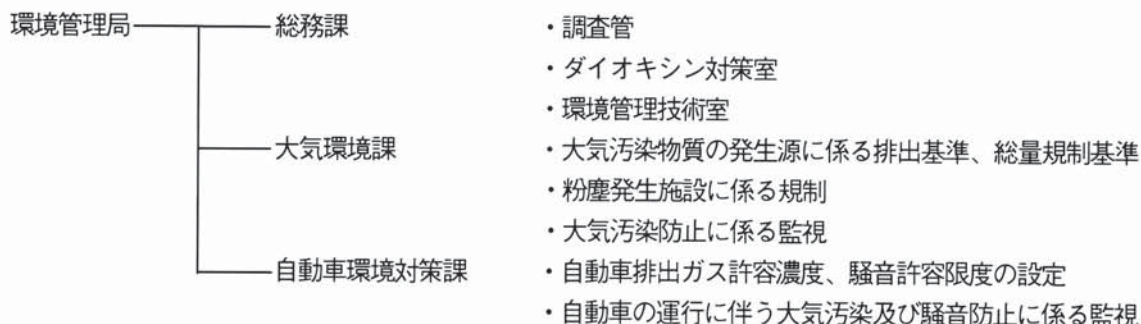 環境管理局 総務課 ・調査管
・ダイオキシン対策室
・環境管理技術室
大気環境課 ・大気汚染物質の発生源に係る排出基準、総量規制基準
・粉塵発生施設に係る規制
・大気汚染防止に係る監視
自動車環境対策課 ・自動車排出ガス許容濃度、騒音許容限度の設定
・自動車の運行に伴う大気汚染及び騒音防止に係る監視